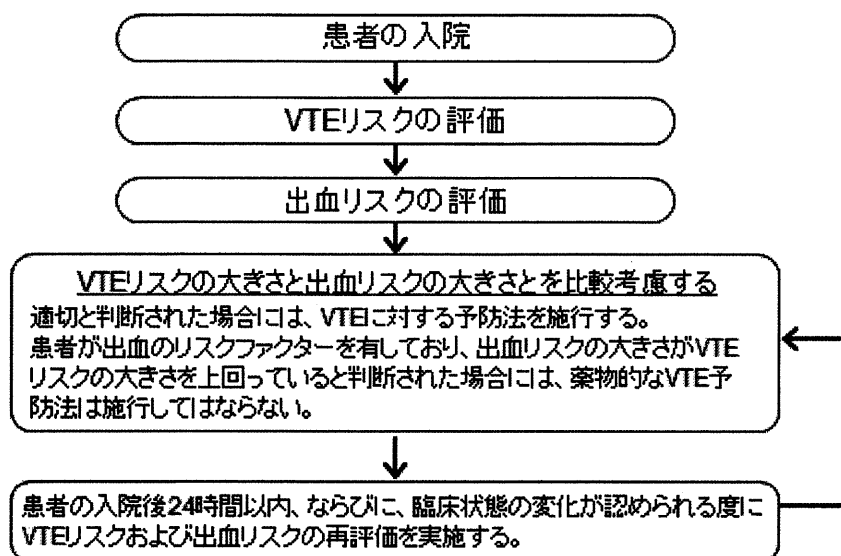 患者の入院
VTEリスクの評価
出血リスクの評価
VTEリスクの大きさと出血リスクの大きさとを比較考慮する
適切と判断された場合には、VTEに対する予防法を施行する。
患者が出血のリスクファクターを有しており、出血リスクの大きさがVTE
リスクの大きさを上回っていると判断された場合には、薬物的なVTE予
防法は施行してはならない。
患者の入院後24時間以内、ならびに、臨床状態の変化が認められる度に
VTEリスクおよび出血リスクの再評価を実施する。